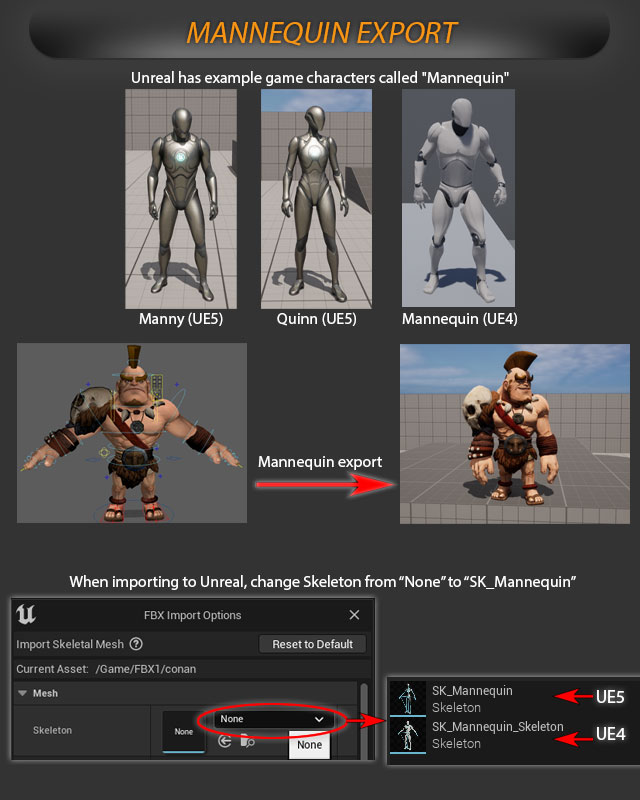 MANNEQUIN EXPORT
Unreal has example game characters called "Mannequin"
Manny (UE5)
Quinn (UE5)
Mannequin (UE4)
Mannequin export
When importing to Unreal, change Skeleton from “None” to “SK_Mannequin”
FBX Import Options
Import Skeletal Mesh ?
Reset to Default
Current Asset: /Game/FBX1/conan
Mesh
Skeleton
None
None
None
SK_Mannequin
Skeleton
UE5
SK_Mannequin_Skeleton
Skeleton
UE4